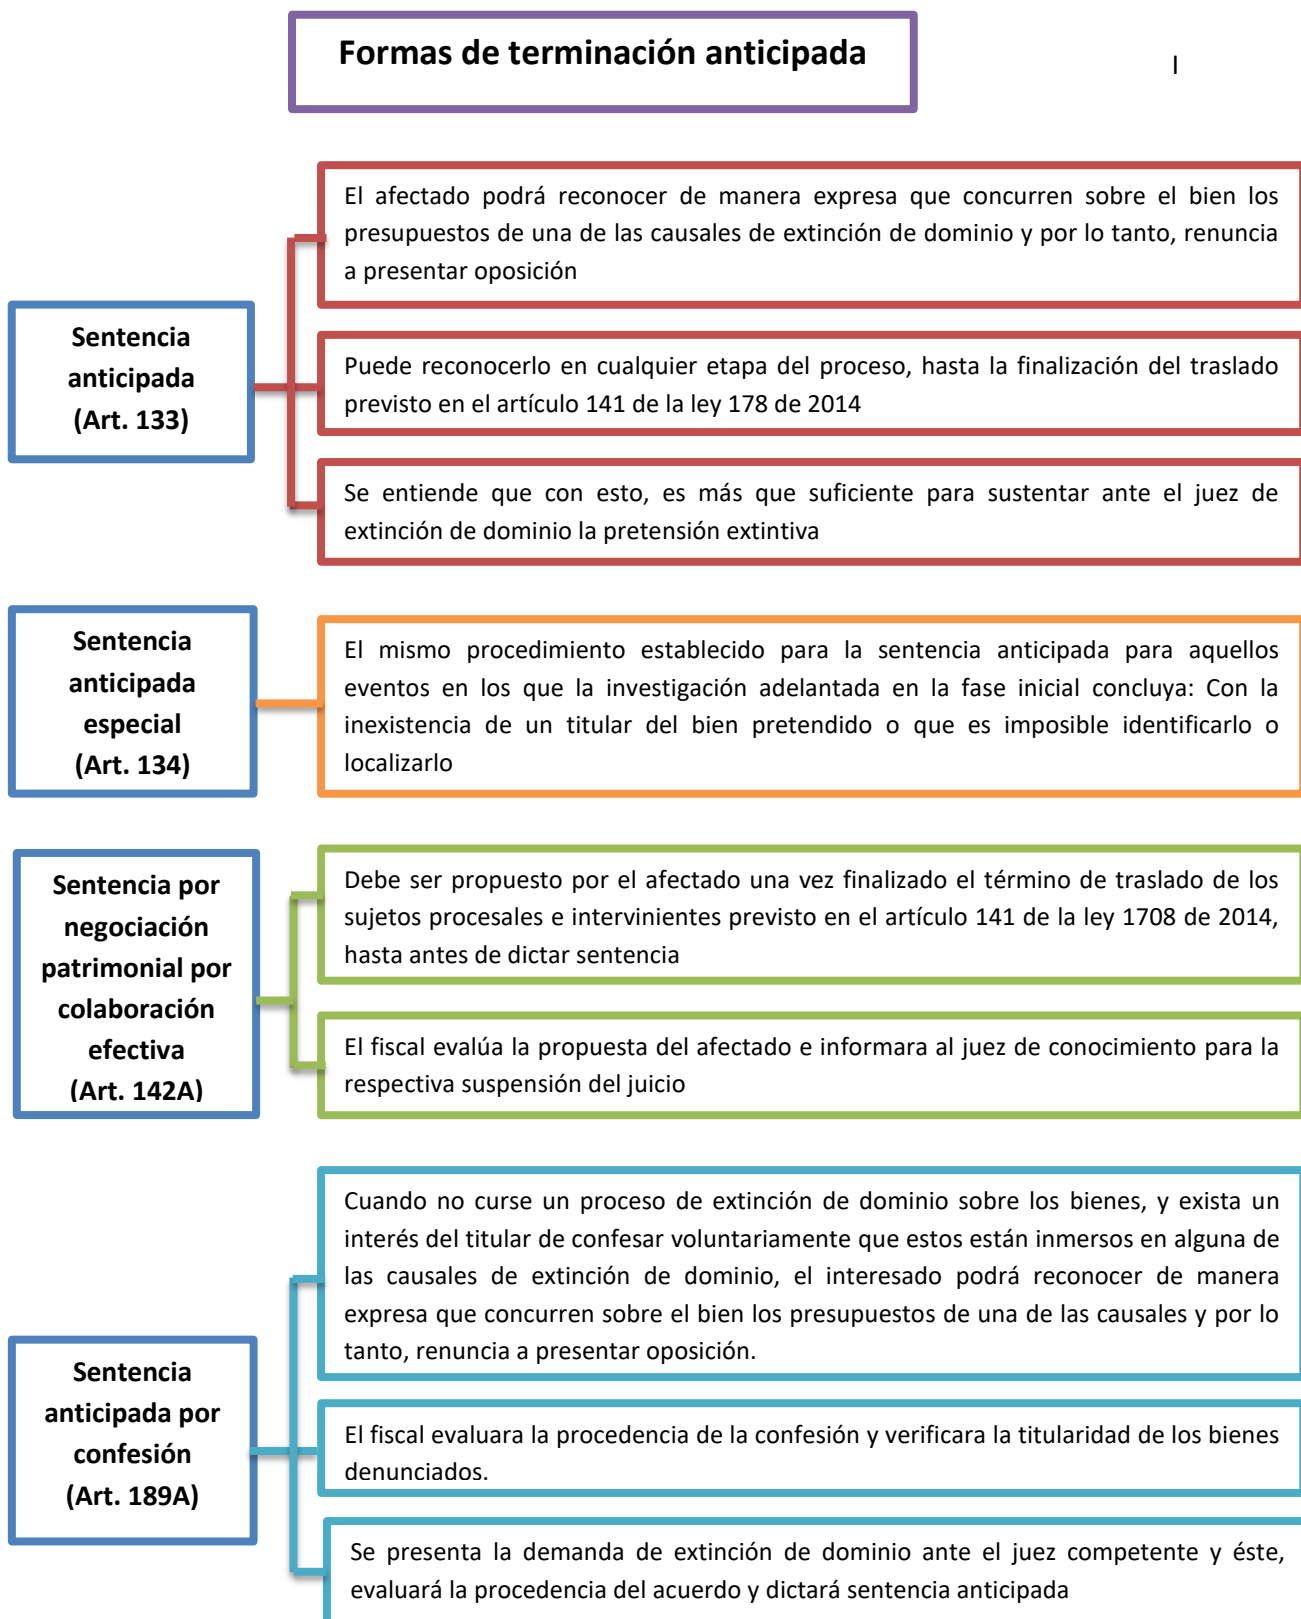 Formas de terminación anticipada
I
El afectado podrá reconocer de manera expresa que concurren sobre el bien los
presupuestos de una de las causales de extinción de dominio y por lo tanto, renuncia
a presentar oposición
Sentencia
anticipada
(Art. 133)
Puede reconocerlo en cualquier etapa del proceso, hasta la finalización del traslado
previsto en el artículo 141 de la ley 178 de 2014
Se entiende que con esto, es más que suficiente para sustentar ante el juez de
extinción de dominio la pretensión extintiva
Sentencia
anticipada
especial
(Art. 134)
El mismo procedimiento establecido para la sentencia anticipada para aquellos
eventos en los que la investigación adelantada en la fase inicial concluya: Con la
inexistencia de un titular del bien pretendido o que es imposible identificarlo o
localizarlo
Sentencia por
negociación
patrimonial por
colaboración
efectiva
(Art. 142A)
Debe ser propuesto por el afectado una vez finalizado el término de traslado de los
sujetos procesales e intervinientes previsto en el artículo 141 de la ley 1708 de 2014,
hasta antes de dictar sentencia
El fiscal evalúa la propuesta del afectado e informara al juez de conocimiento para la
respectiva suspensión del juicio
Cuando no curse un proceso de extinción de dominio sobre los bienes, y exista un
interés del titular de confesar voluntariamente que estos están inmersos en alguna de
las causales de extinción de dominio, el interesado podrá reconocer de manera
expresa que concurren sobre el bien los presupuestos de una de las causales y por lo
tanto, renuncia a presentar oposición.
Sentencia
anticipada por
confesión
(Art. 189A)
El fiscal evaluara la procedencia de la confesión y verificara la titularidad de los bienes
denunciados.
Se presenta la demanda de extinción de dominio ante el juez competente y éste,
evaluará la procedencia del acuerdo y dictará sentencia anticipada